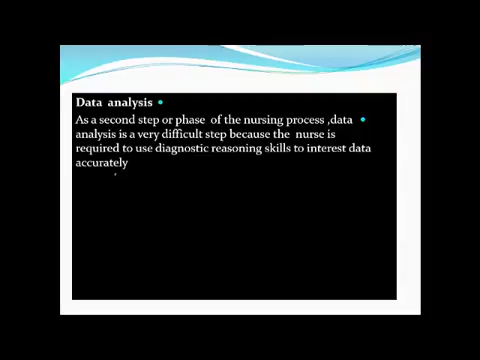 Data analysis •
As a second step or phase of the nursing process ,data •
analysis is a very difficult step because the nurse is
required to use diagnostic reasoning skills to interest data
accurately